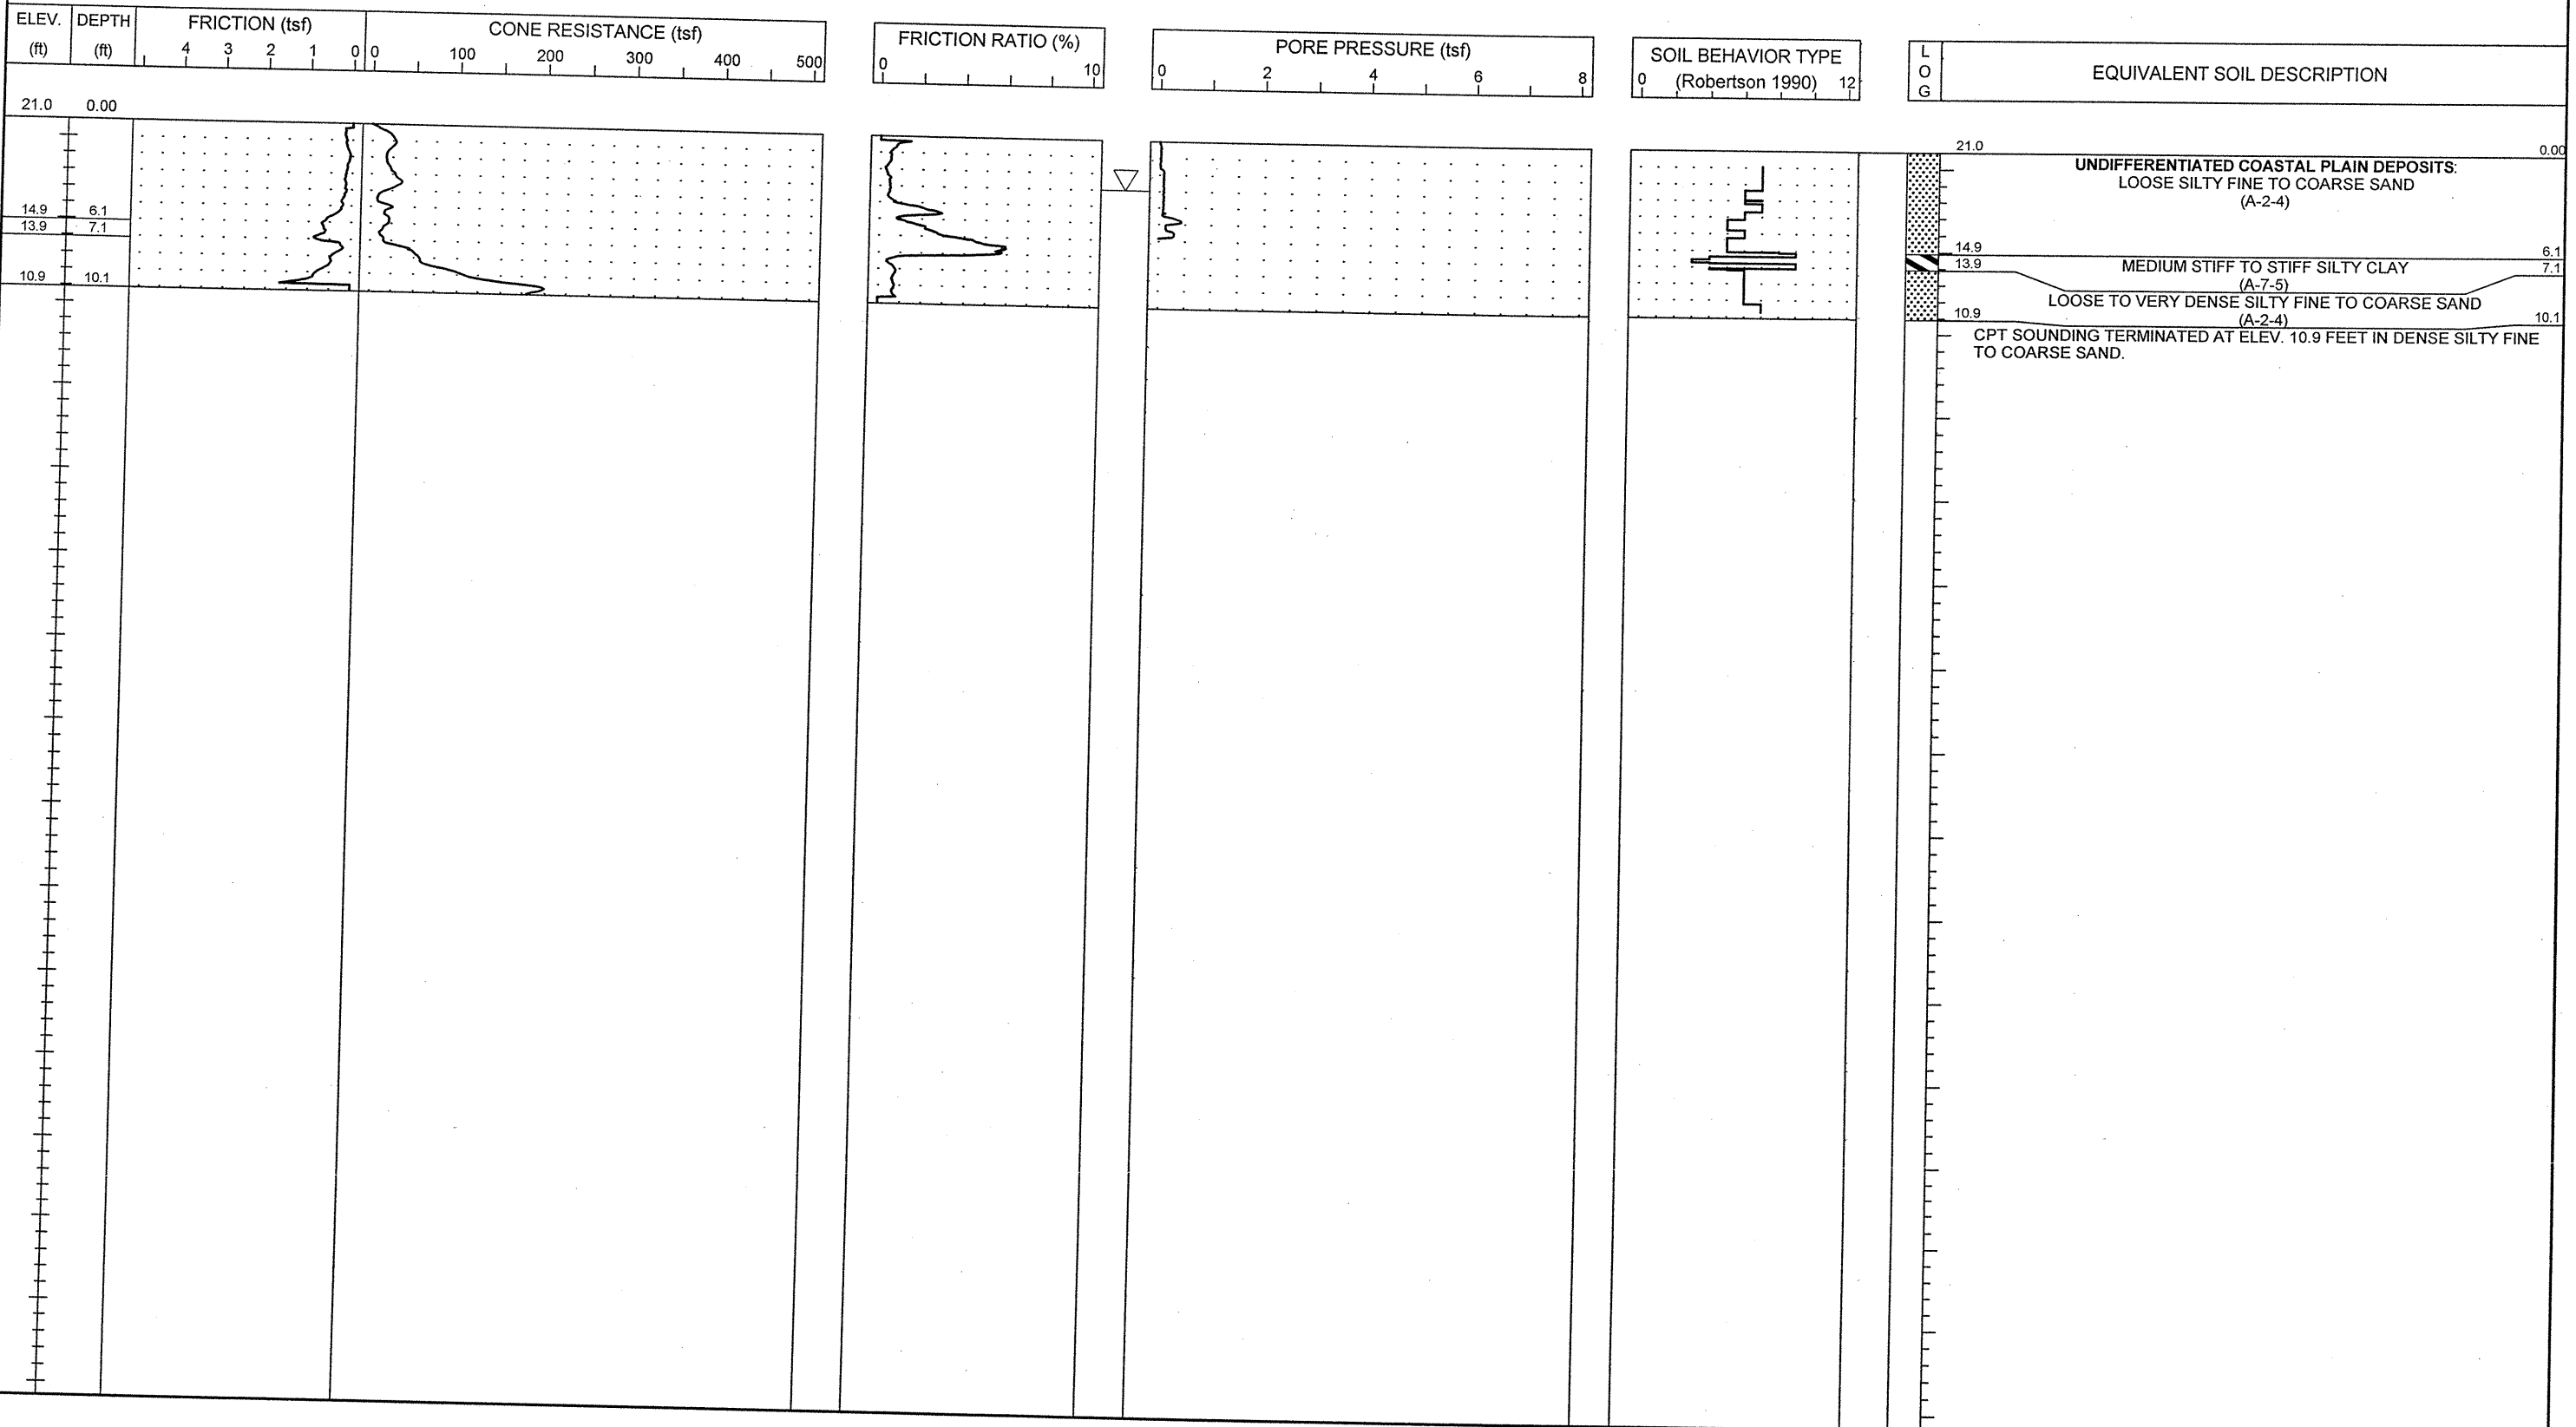 ELEV. DEPTH FRICTION (tsf) CONE RESISTANCE (tsf) FRICTION RATIO (%) PORE PRESSURE (tsf) SOIL BEHAVIOR TYPE L
(ft) (ft) 4 3 2 1 0 0 100 200 300 400 500 0 10 0 2 4 6 8 0 (Robertson 1990) 12 O EQUIVALENT SOIL DESCRIPTION
G
21.0 0.00
21.0 0.00
UNDIFFERENTIATED COASTAL PLAIN DEPOSITS:
LOOSE SILTY FINE TO COARSE SAND
(A-2-4)
14.9 6.1
14.9 6.1
13.9 7.1
13.9 MEDIUM STIFF TO STIFF SILTY CLAY 7.1
(A-7-5)
LOOSE TO VERY DENSE SILTY FINE TO COARSE SAND
10.9 10.1
10.9 (A-2-4) 10.1
CPT SOUNDING TERMINATED AT ELEV. 10.9 FEET IN DENSE SILTY FINE
TO COARSE SAND.